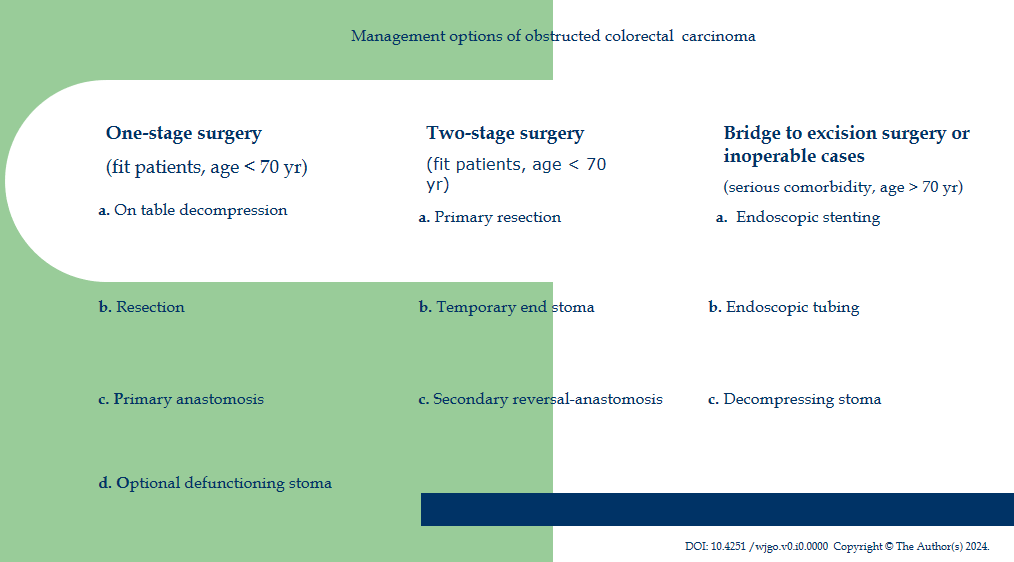 Management options of obstructed colorectal carcinoma
One-stage surgery
(fit patients, age < 70 yr)
a. On table decompression
b. Resection
c. Primary anastomosis
d. Optional defunctioning stoma
Two-stage surgery
(fit patients, age < 70
yr)
a. Primary resection
b. Temporary end stoma
c. Secondary reversal-anastomosis
Bridge to excision surgery or
inoperable cases
(serious comorbidity, age > 70 yr)
a. Endoscopic stenting
b. Endoscopic tubing
c. Decompressing stoma
DOI: 10.4251 /wjgo.v0.i0.0000 Copyright © The Author(s) 2024.